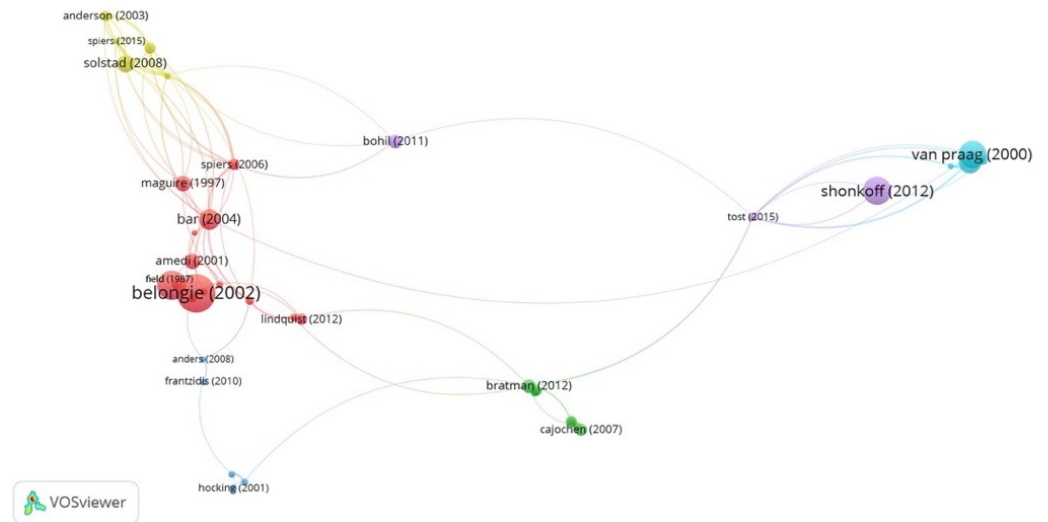 anderson (2003)
spiers (2015)
solstad (2008)
bohil (2011)
van praag (2000)
spiers (2006)
maguire (1997)
shonkoff (2012)
bar (2004)
tost (2015)
amedi (2001)
field (1987)
belongie (2002)
lindquist (2012)
anders (2008)
frantzidis (2010)
bratman (2012)
cajochen (2007)
hocking (2001)
VOSviewer